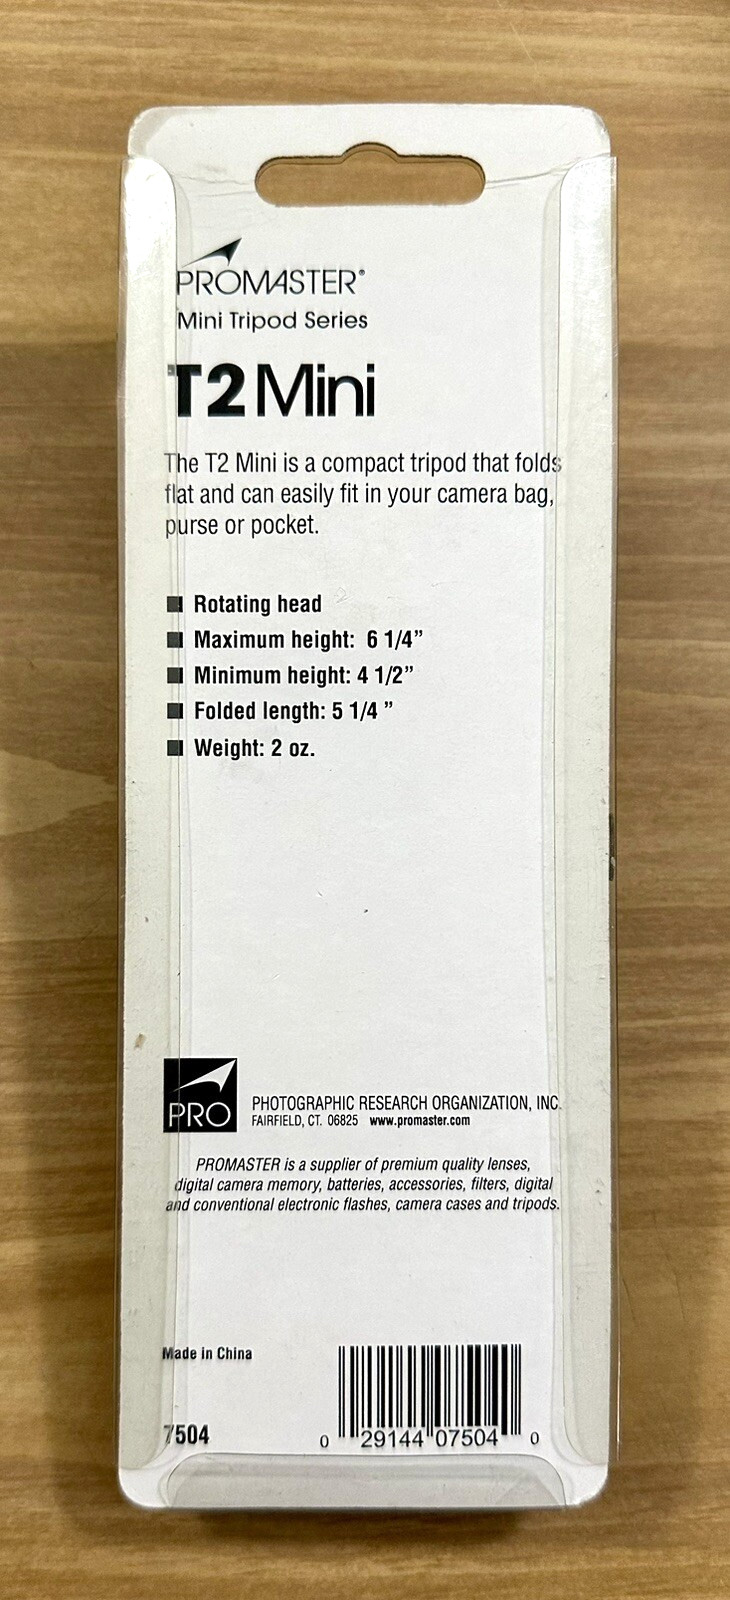 PROMASTER®
Mini Tripod Series
T2 Mini
The T2 Mini is a compact tripod that folds
flat and can easily fit in your camera bag,
purse or pocket.
■ Rotating head
■ Maximum height: 6 1/4”
■ Minimum height: 4 1/2”
■ Folded length: 5 1/4 ”
■ Weight: 2 oz.
PRO
PHOTOGRAPHIC RESEARCH ORGANIZATION, INC.
FAIRFIELD, CT. 06825 www.promaster.com
PROMASTER is a supplier of premium quality lenses,
digital camera memory, batteries, accessories, filters, digital
and conventional electronic flashes, camera cases and tripods.
Made in China
7504
0 29144 07504 0